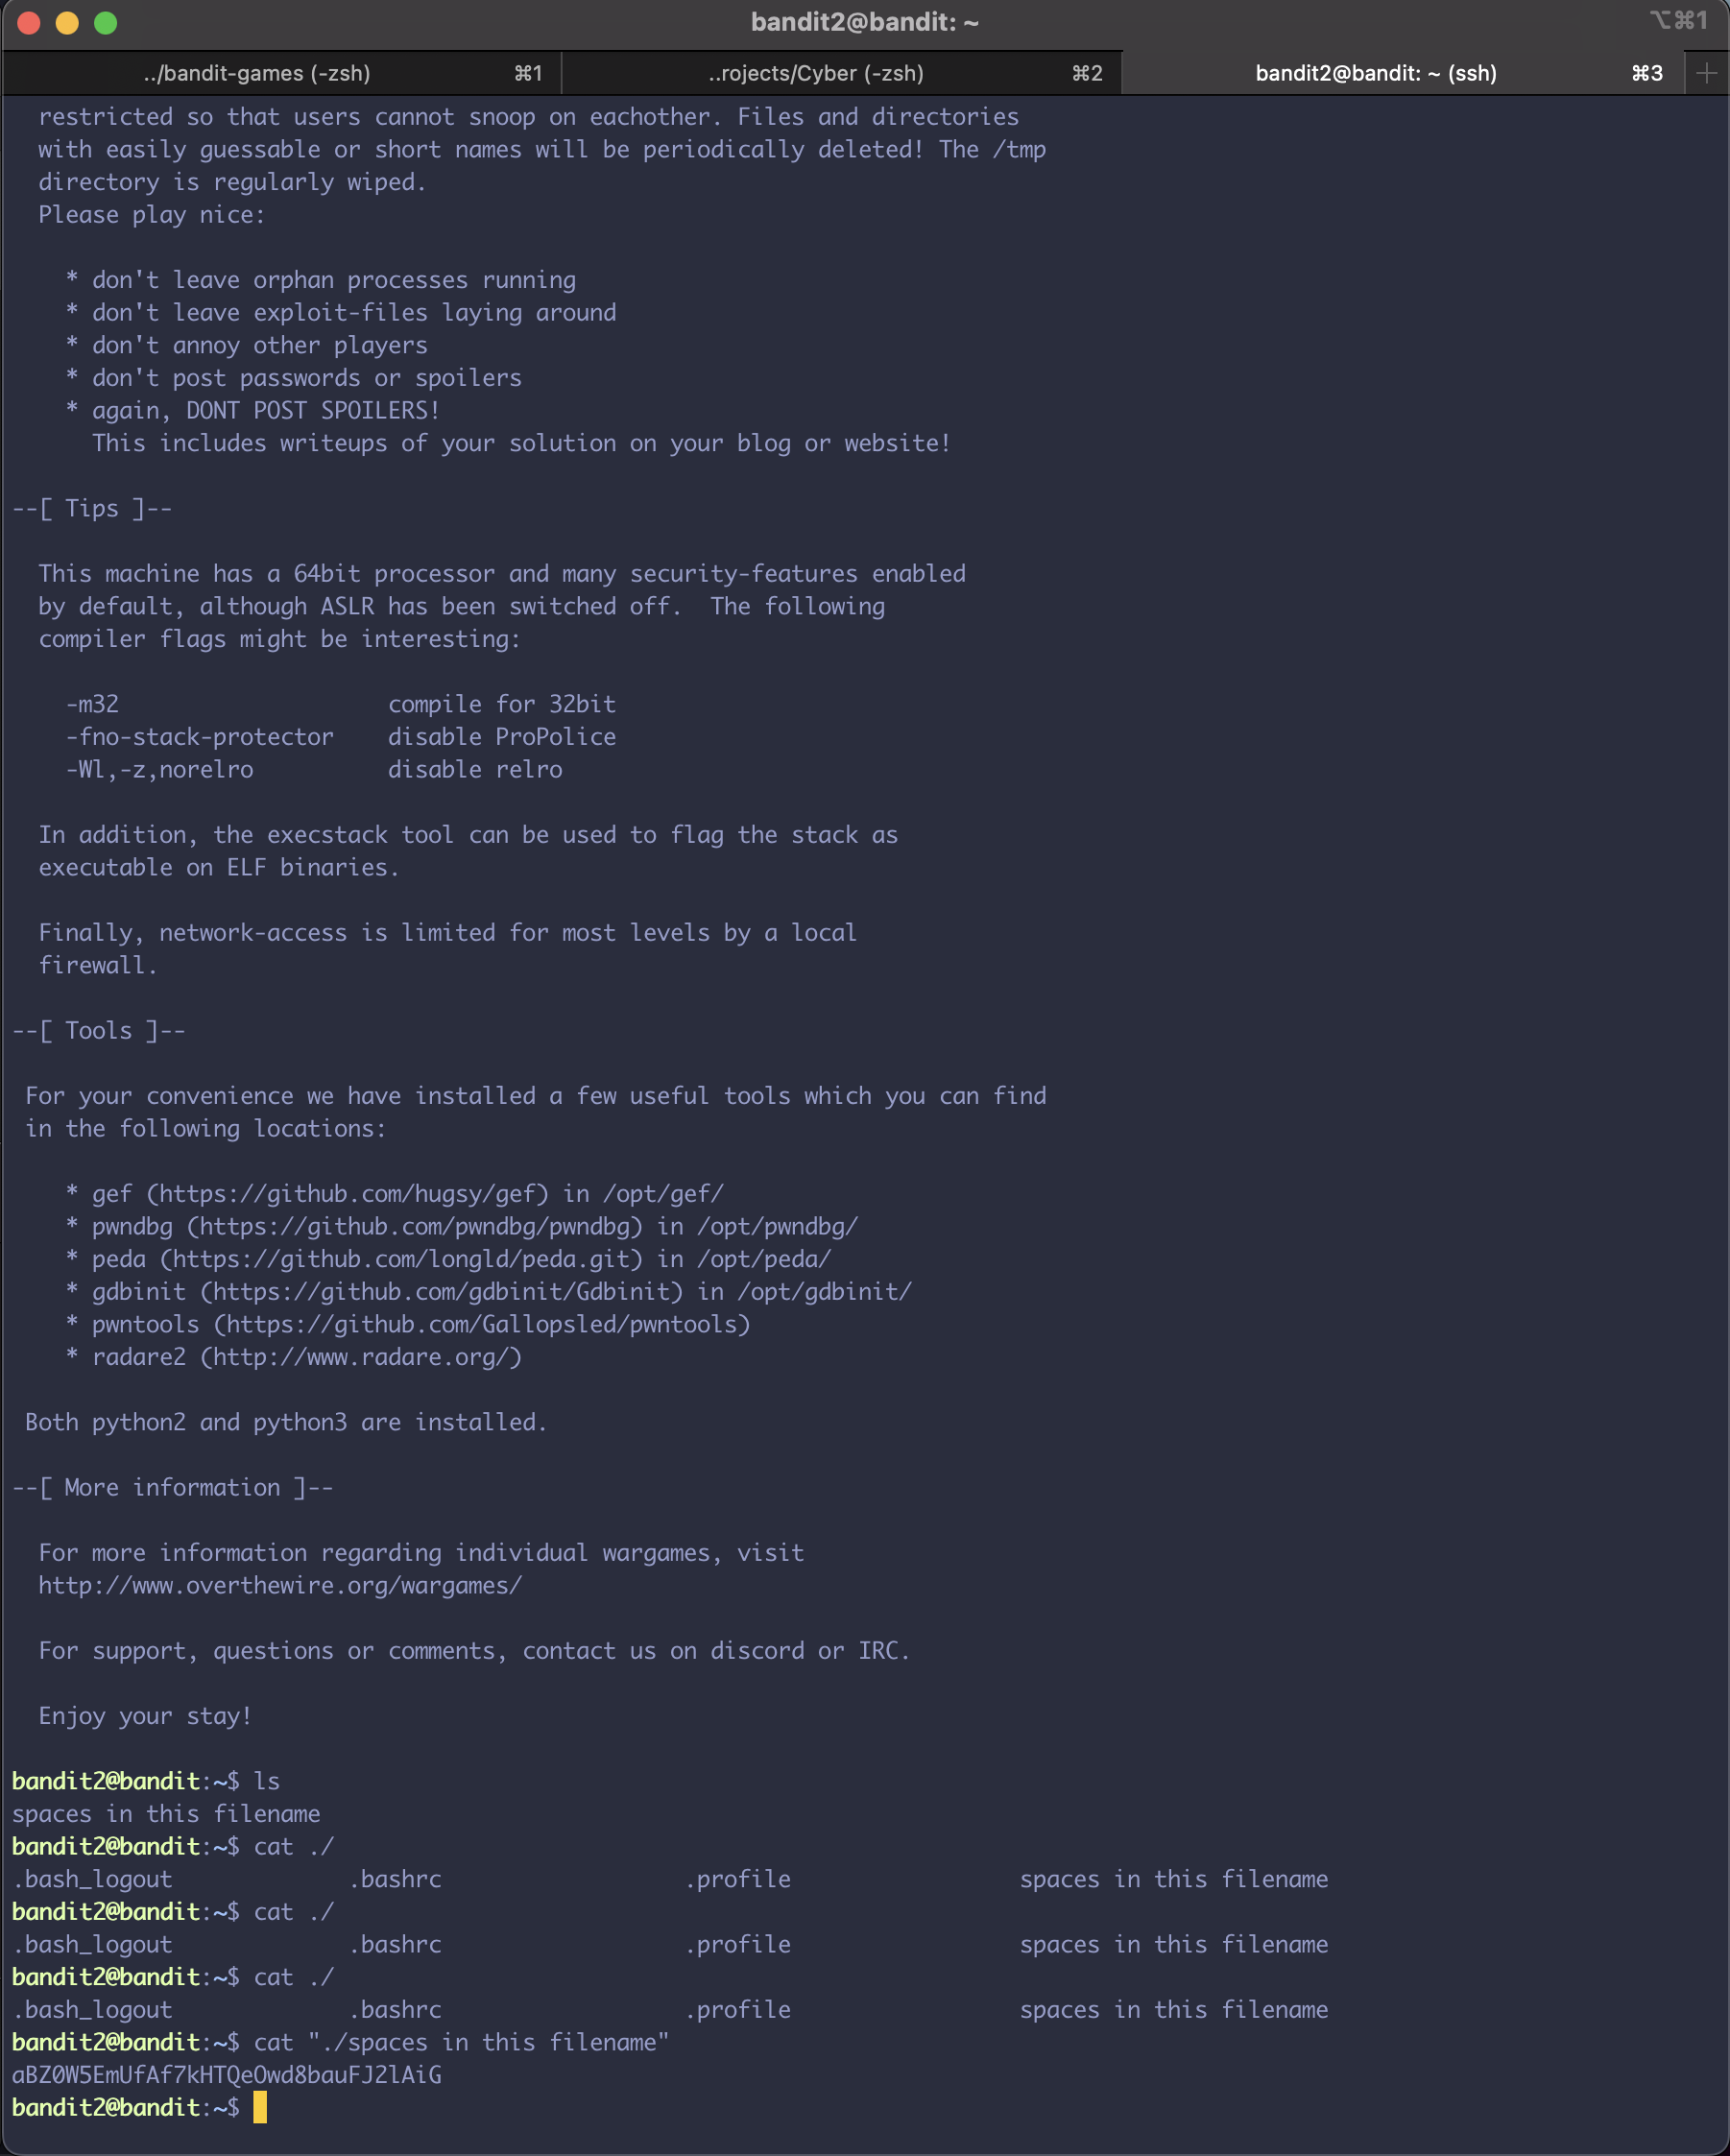 bandit2@bandit: ~
⌥⌘1
../bandit-games (-zsh) ⌘1 ..rojects/Cyber (-zsh) ⌘2 bandit2@bandit: ~ (ssh) ⌘3 +
restricted so that users cannot snoop on eachother. Files and directories
with easily guessable or short names will be periodically deleted! The /tmp
directory is regularly wiped.
Please play nice:
* don't leave orphan processes running
* don't leave exploit-files laying around
* don't annoy other players
* don't post passwords or spoilers
* again, DONT POST SPOILERS!
This includes writeups of your solution on your blog or website!
--[ Tips ]--
This machine has a 64bit processor and many security-features enabled
by default, although ASLR has been switched off.  The following
compiler flags might be interesting:
-m32                    compile for 32bit
-fno-stack-protector    disable ProPolice
-Wl,-z,norelro          disable relro
In addition, the execstack tool can be used to flag the stack as
executable on ELF binaries.
Finally, network-access is limited for most levels by a local
firewall.
--[ Tools ]--
For your convenience we have installed a few useful tools which you can find
in the following locations:
* gef (https://github.com/hugsy/gef) in /opt/gef/
* pwndbg (https://github.com/pwndbg/pwndbg) in /opt/pwndbg/
* peda (https://github.com/longld/peda.git) in /opt/peda/
* gdbinit (https://github.com/gdbinit/Gdbinit) in /opt/gdbinit/
* pwntools (https://github.com/Gallopsled/pwntools)
* radare2 (http://www.radare.org/)
Both python2 and python3 are installed.
--[ More information ]--
For more information regarding individual wargames, visit
http://www.overthewire.org/wargames/
For support, questions or comments, contact us on discord or IRC.
Enjoy your stay!
bandit2@bandit:~$ ls
spaces in this filename
bandit2@bandit:~$ cat ./
.bash_logout             .bashrc                  .profile                 spaces in this filename
bandit2@bandit:~$ cat ./
.bash_logout             .bashrc                  .profile                 spaces in this filename
bandit2@bandit:~$ cat ./
.bash_logout             .bashrc                  .profile                 spaces in this filename
bandit2@bandit:~$ cat "./spaces in this filename"
aBZ0W5EmUfAf7kHTQeOwd8bauFJ2lAiG
bandit2@bandit:~$